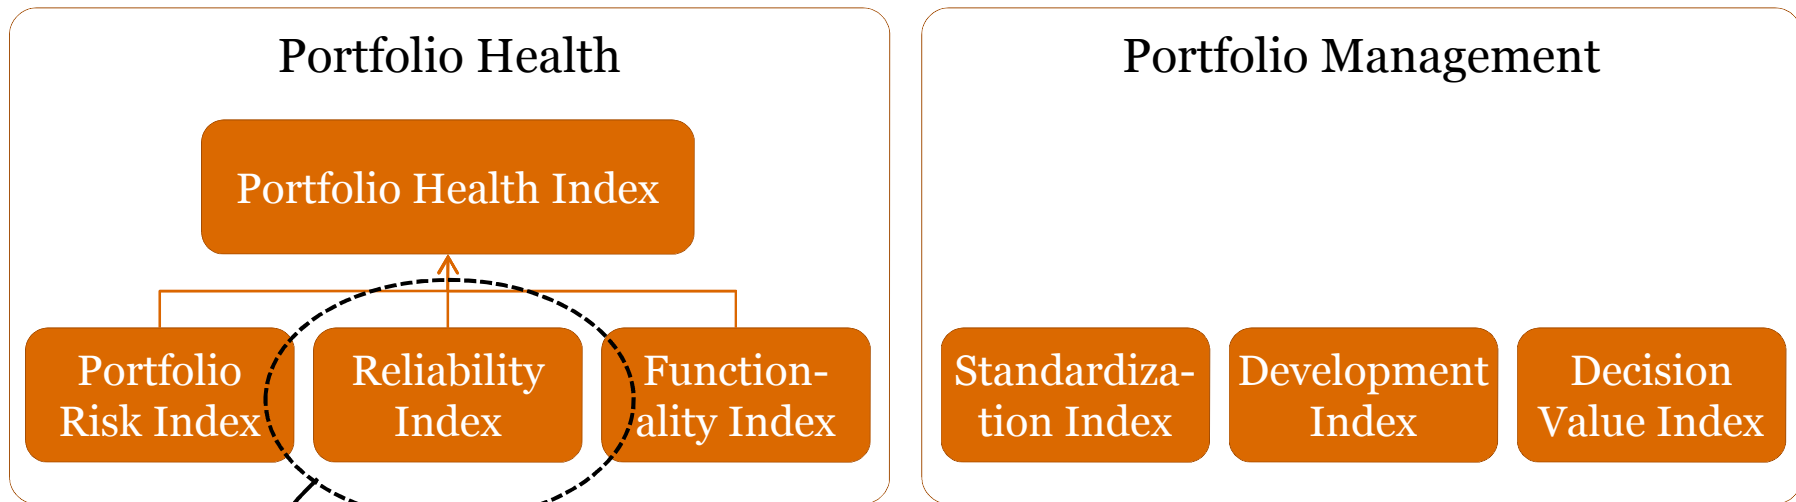 Portfolio Health
Portfolio Health Index
Portfolio
Risk Index
Reliability
Index
Function-
ality Index
Portfolio Management
Standardiza-
tion Index
Development
Index
Decision
Value Index